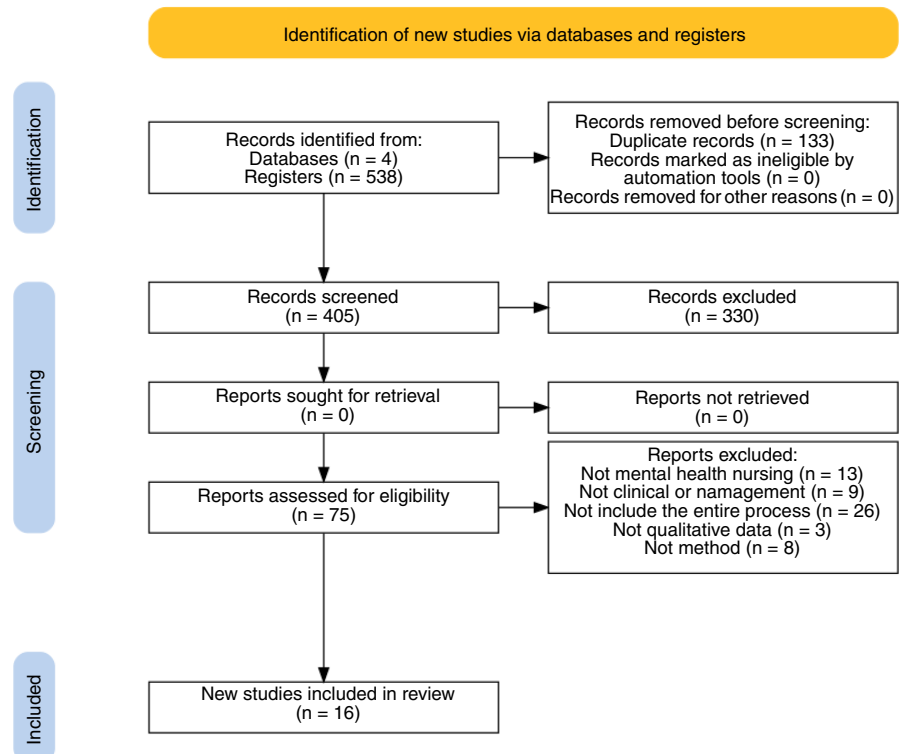 Identification of new studies via databases and registers
Identification
Records identified from:
Databases (n = 4)
Registers (n = 538)
Records removed before screening:
Duplicate records (n = 133)
Records marked as ineligible by
automation tools (n = 0)
Records removed for other reasons (n = 0)
Screening
Records screened
(n = 405)
Records excluded
(n = 330)
Reports sought for retrieval
(n = 0)
Reports not retrieved
(n = 0)
Reports assessed for eligibility
(n = 75)
Reports excluded:
Not mental health nursing (n = 13)
Not clinical or namagement (n = 9)
Not include the entire process (n = 26)
Not qualitative data (n = 3)
Not method (n = 8)
Included
New studies included in review
(n = 16)